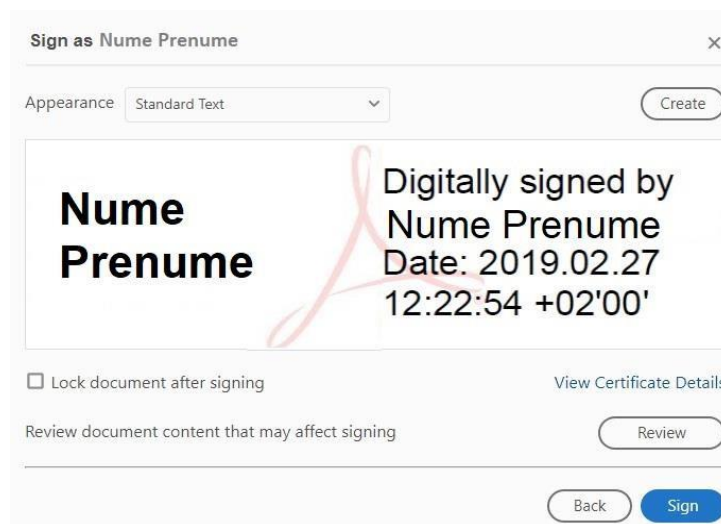 Sign as Nume Prenume
Appearance Standard Text Create
Nume
Prenume
Digitally signed by
Nume Prenume
Date: 2019.02.27
12:22:54 +02'00'
Lock document after signing View Certificate Details
Review document content that may affect signing Review
Back Sign